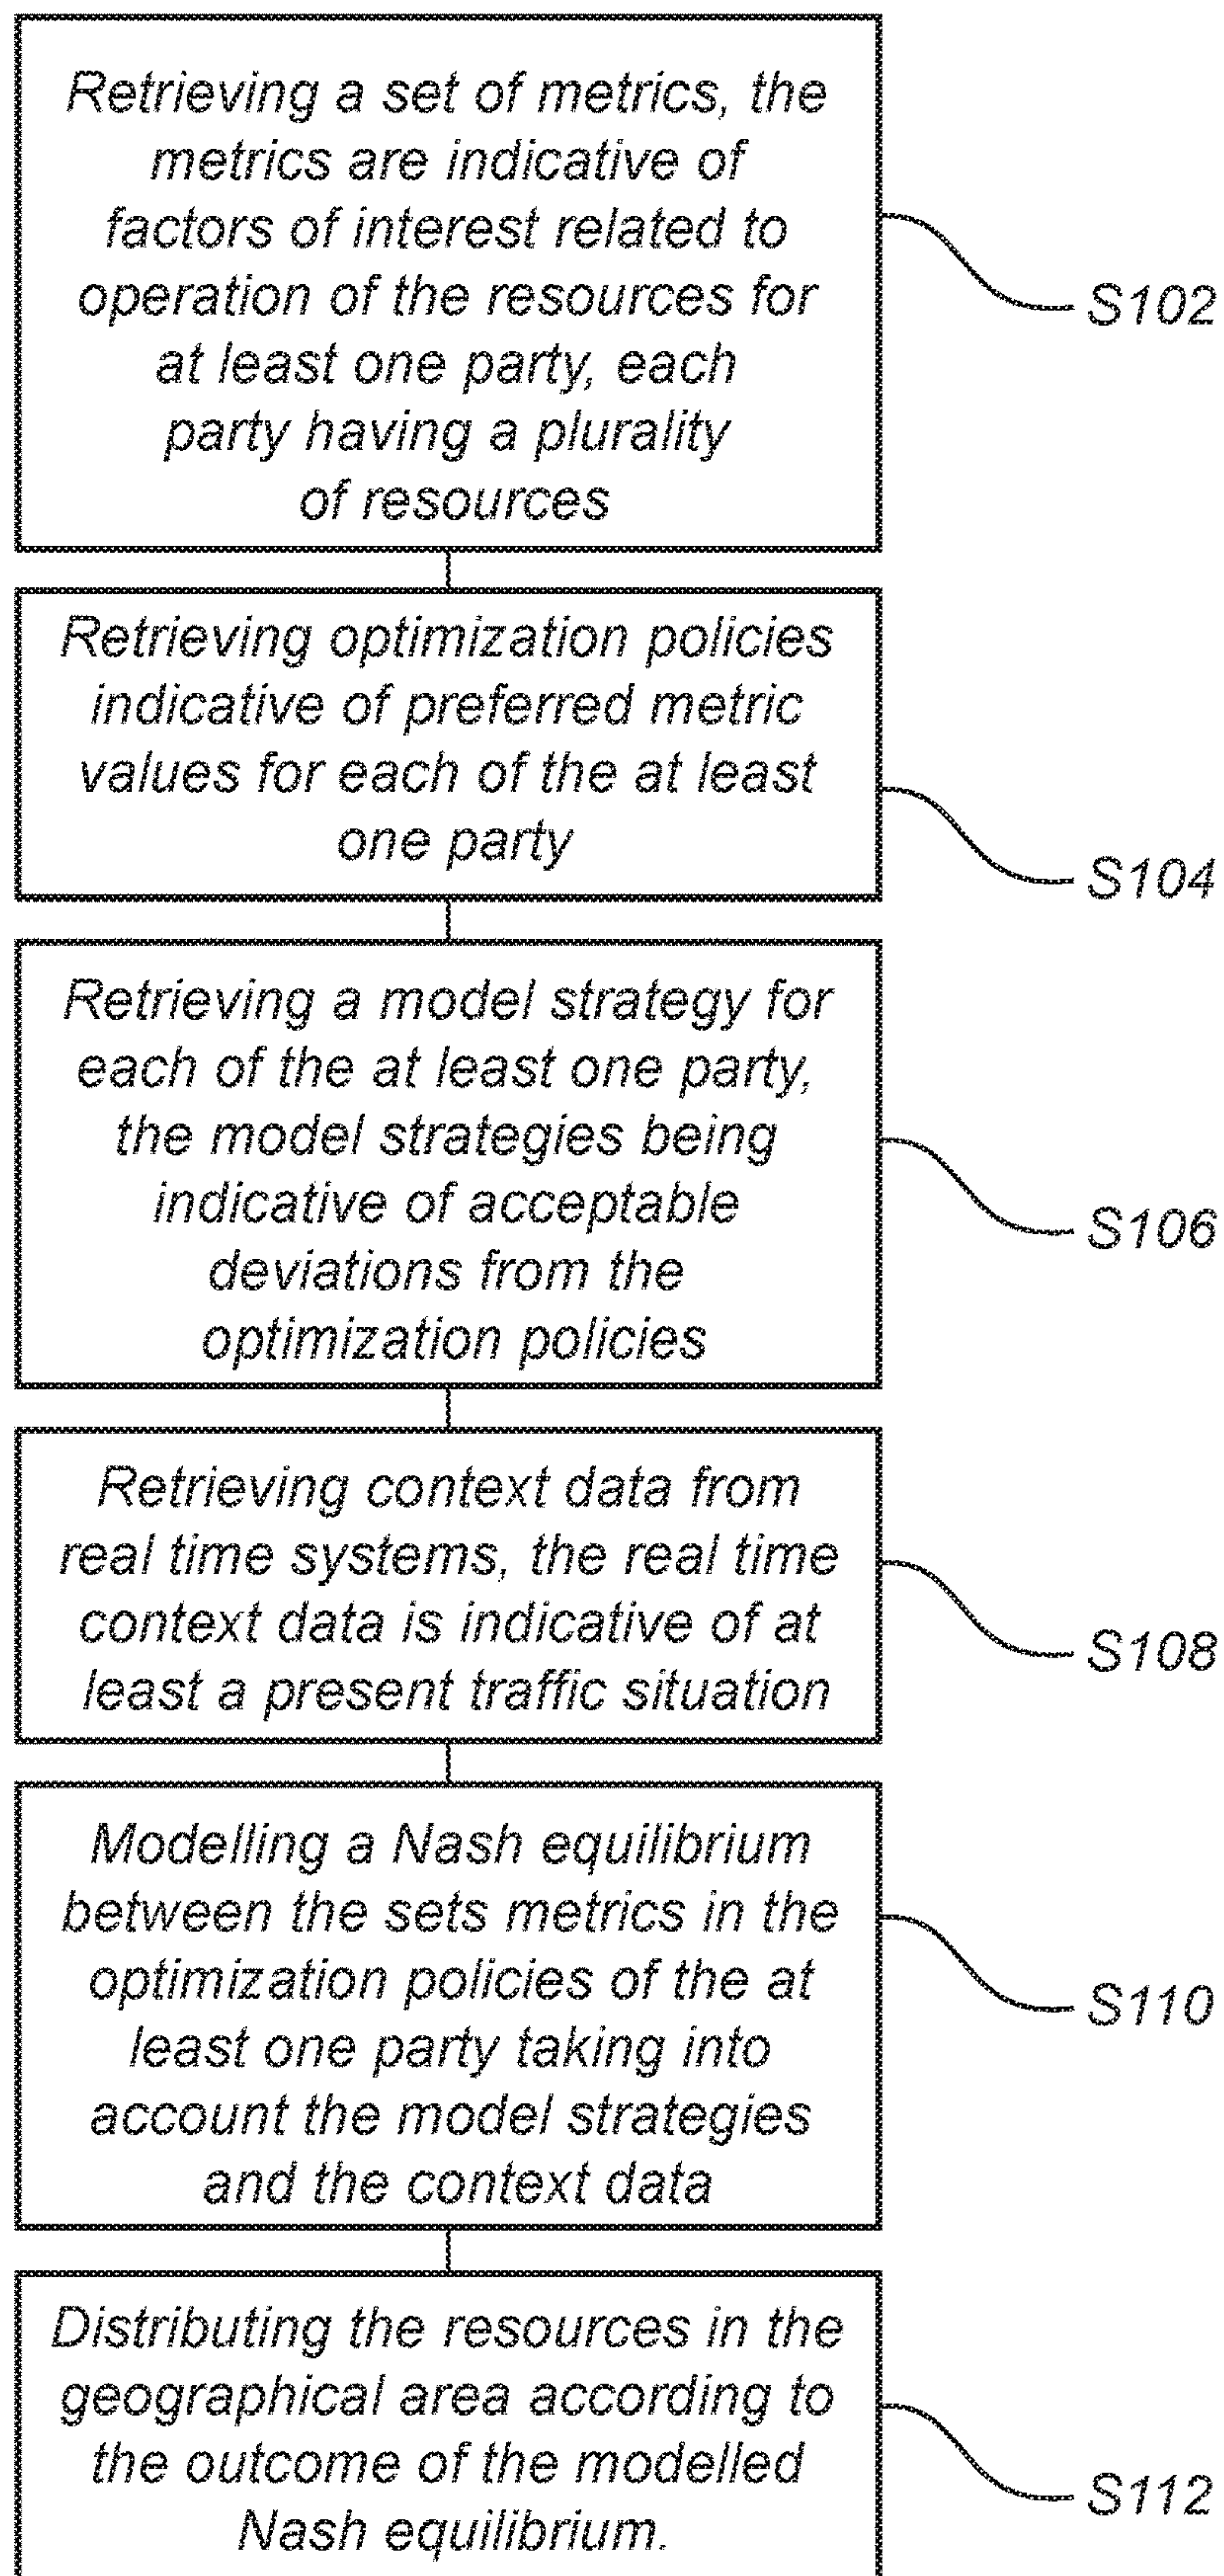 Retrieving a set of metrics, the
metrics are indicative of
factors of interest related to
operation of the resources for
at least one party, each
party having a plurality
of resources
S102
Retrieving optimization policies
indicative of preferred metric
values for each of the at least
one party
S104
Retrieving a model strategy for
each of the at least one party,
the model strategies being
indicative of acceptable
deviations from the
optimization policies
S106
Retrieving context data from
real time systems, the real time
context data is indicative of at
least a present traffic situation
S108
Modelling a Nash equilibrium
between the sets metrics in the
optimization policies of the at
least one party taking into
account the model strategies
and the context data
S110
Distributing the resources in the
geographical area according to
the outcome of the modelled
Nash equilibrium.
S112